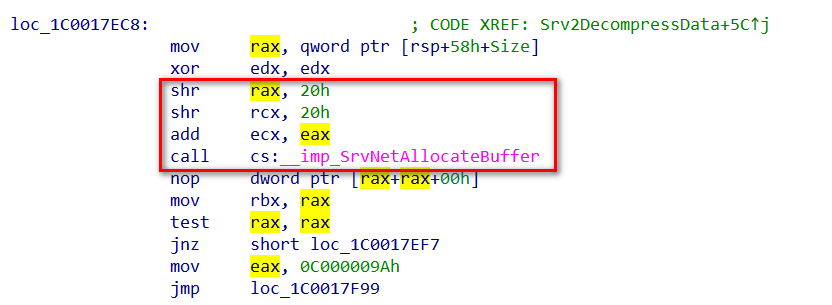 loc_1C0017EC8: ; CODE XREF: Srv2DecompressData+5C↑j
mov rax, qword ptr [rsp+58h+Size]
xor edx, edx
shr rax, 20h
shr rcx, 20h
add ecx, eax
call cs:__imp_SrvNetAllocateBuffer
nop dword ptr [rax+rax+00h]
mov rbx, rax
test rax, rax
jnz short loc_1C0017EF7
mov eax, 0C000009Ah
jmp loc_1C0017F99